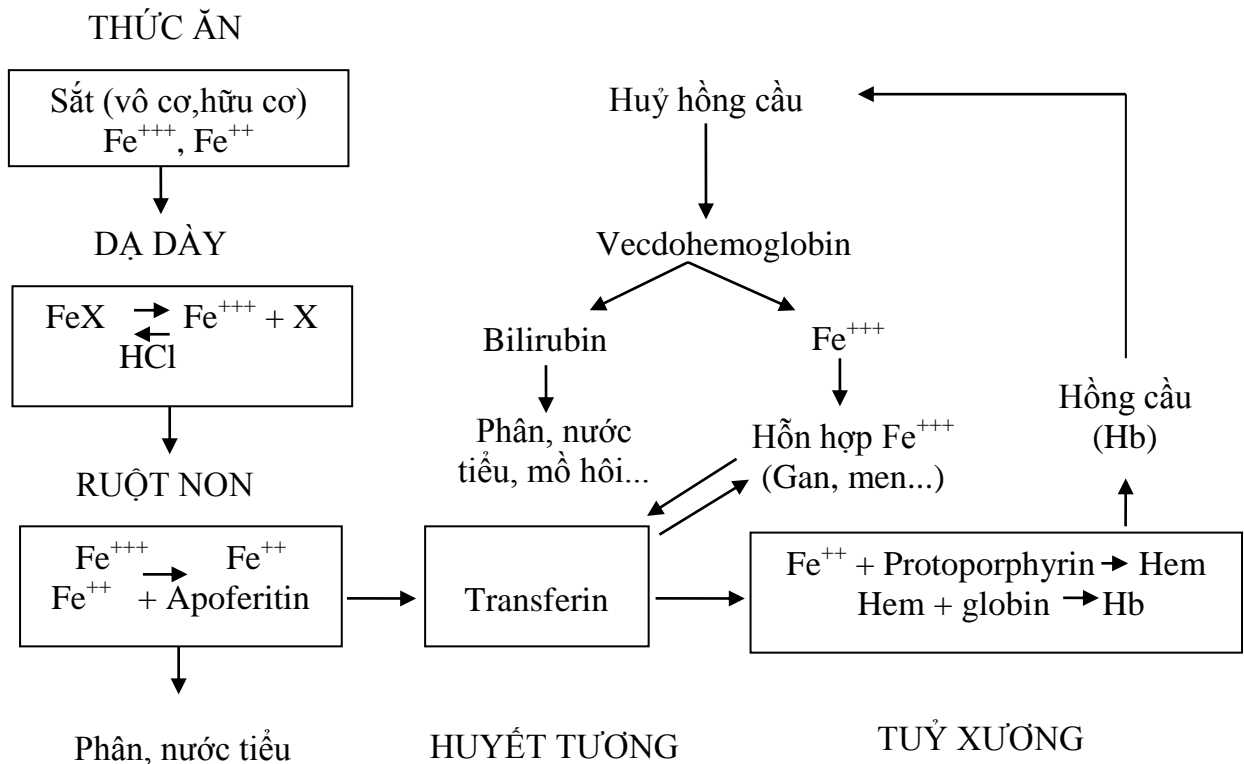 THỨC ĂN
Sắt (vô cơ,hữu cơ)
Fe+++, Fe++
DẠ DÀY
FeX Fe+++ + X
HCl
RUỘT NON
Fe+++ Fe++
Fe++ + Apoferitin
Phân, nước tiểu
Huỷ hồng cầu
Vecdohemoglobin
Bilirubin
Phân, nước
tiểu, mồ hôi...
Fe+++
Hỗn hợp Fe+++
(Gan, men...)
Transferin
HUYẾT TƯƠNG
Hồng cầu
(Hb)
Fe++ + Protoporphyrin Hem
Hem + globin Hb
TUỶ XƯƠNG